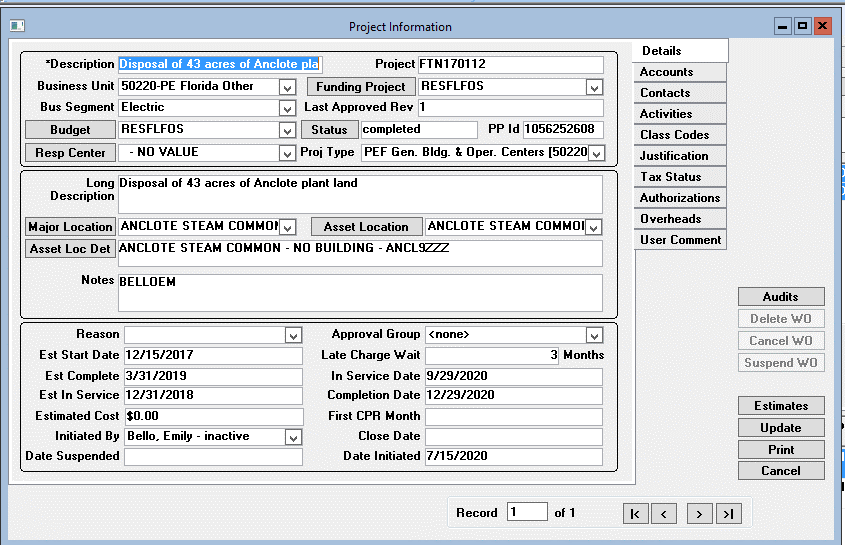 Project Information
*Description Disposal of 43 acres of Anclote pla Project FTN170112
Business Unit 50220-PE Florida Other Funding Project RESFLFOS
Bus Segment Electric Last Approved Rev 1
Budget RESFLFOS Status completed PP Id 1056252608
Resp Center - NO VALUE Proj Type PEF Gen. Bldg. & Oper. Centers [50220
Long Description Disposal of 43 acres of Anclote plant land
Major Location ANCLOTE STEAM COMMON Asset Location ANCLOTE STEAM COMMOI
Asset Loc Det ANCLOTE STEAM COMMON - NO BUILDING - ANCL9ZZZ
Notes BELLOEM
Reason Approval Group <none>
Est Start Date 12/15/2017 Late Charge Wait 3 Months
Est Complete 3/31/2019 In Service Date 9/29/2020
Est In Service 12/31/2018 Completion Date 12/29/2020
Estimated Cost $0.00 First CPR Month
Initiated By Bello, Emily - inactive Close Date
Date Suspended Date Initiated 7/15/2020
Details
Accounts
Contacts
Activities
Class Codes
Justification
Tax Status
Authorizations
Overheads
User Comment
Audits
Delete WO
Cancel WO
Suspend WO
Estimates
Update
Print
Cancel
Record 1 of 1